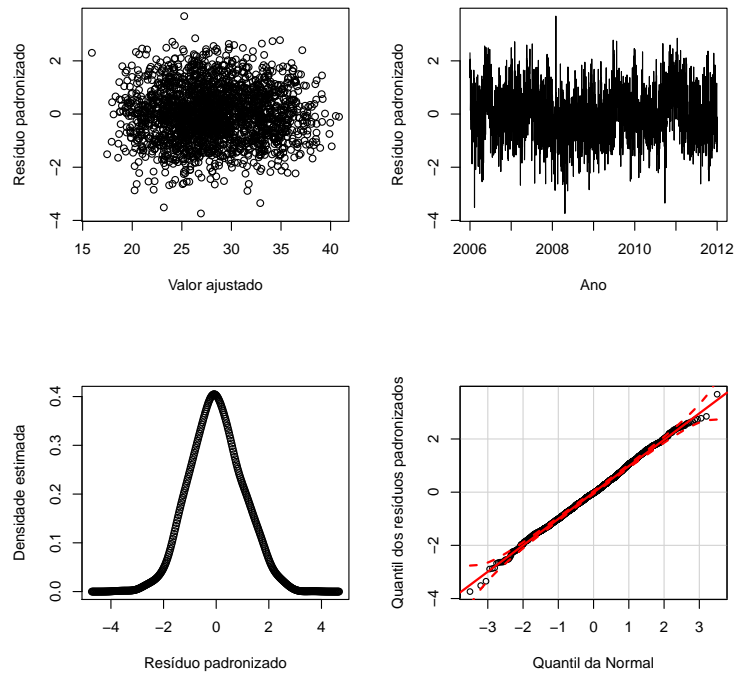 Resíduo padronizado
2
0
−2
−4
15 20 25 30 35 40
Valor ajustado
Resíduo padronizado
2
0
−2
−4
2006 2008 2010 2012
Ano
Densidade estimada
0.4
0.3
0.2
0.1
0.0
−4 −2 0 2 4
Resíduo padronizado
Quantil dos resíduos padronizados
2
0
−2
−4
−3 −2 −1 0 1 2 3
Quantil da Normal